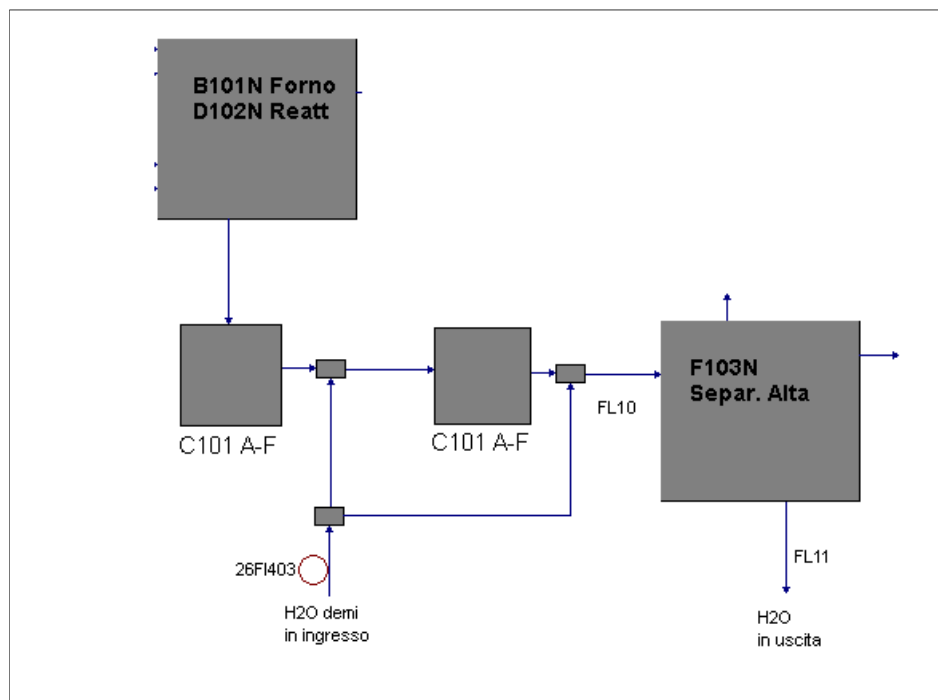 B101N Forno
D102N Reatt
F103N
Separ. Alta
FL10
C101 A-F
C101 A-F
26FI403
FL11
H2O demi
in ingresso
H2O
in uscita